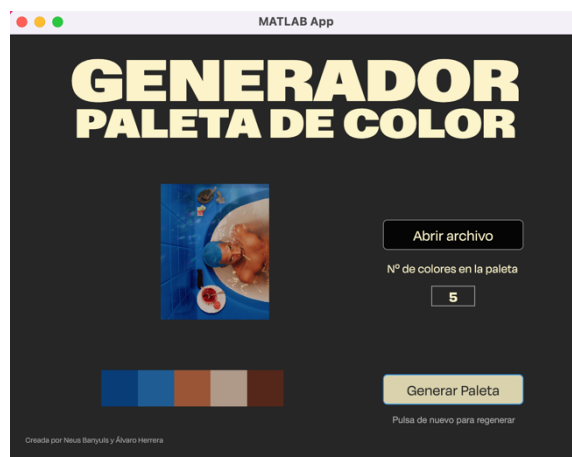 MATLAB App
GENERADOR
PALETA DE COLOR
Abrir archivo
Nº de colores en la paleta
5
Generar Paleta
Pulsa de nuevo para regenerar
Creada por Neus Banyuls y Álvaro Herrera